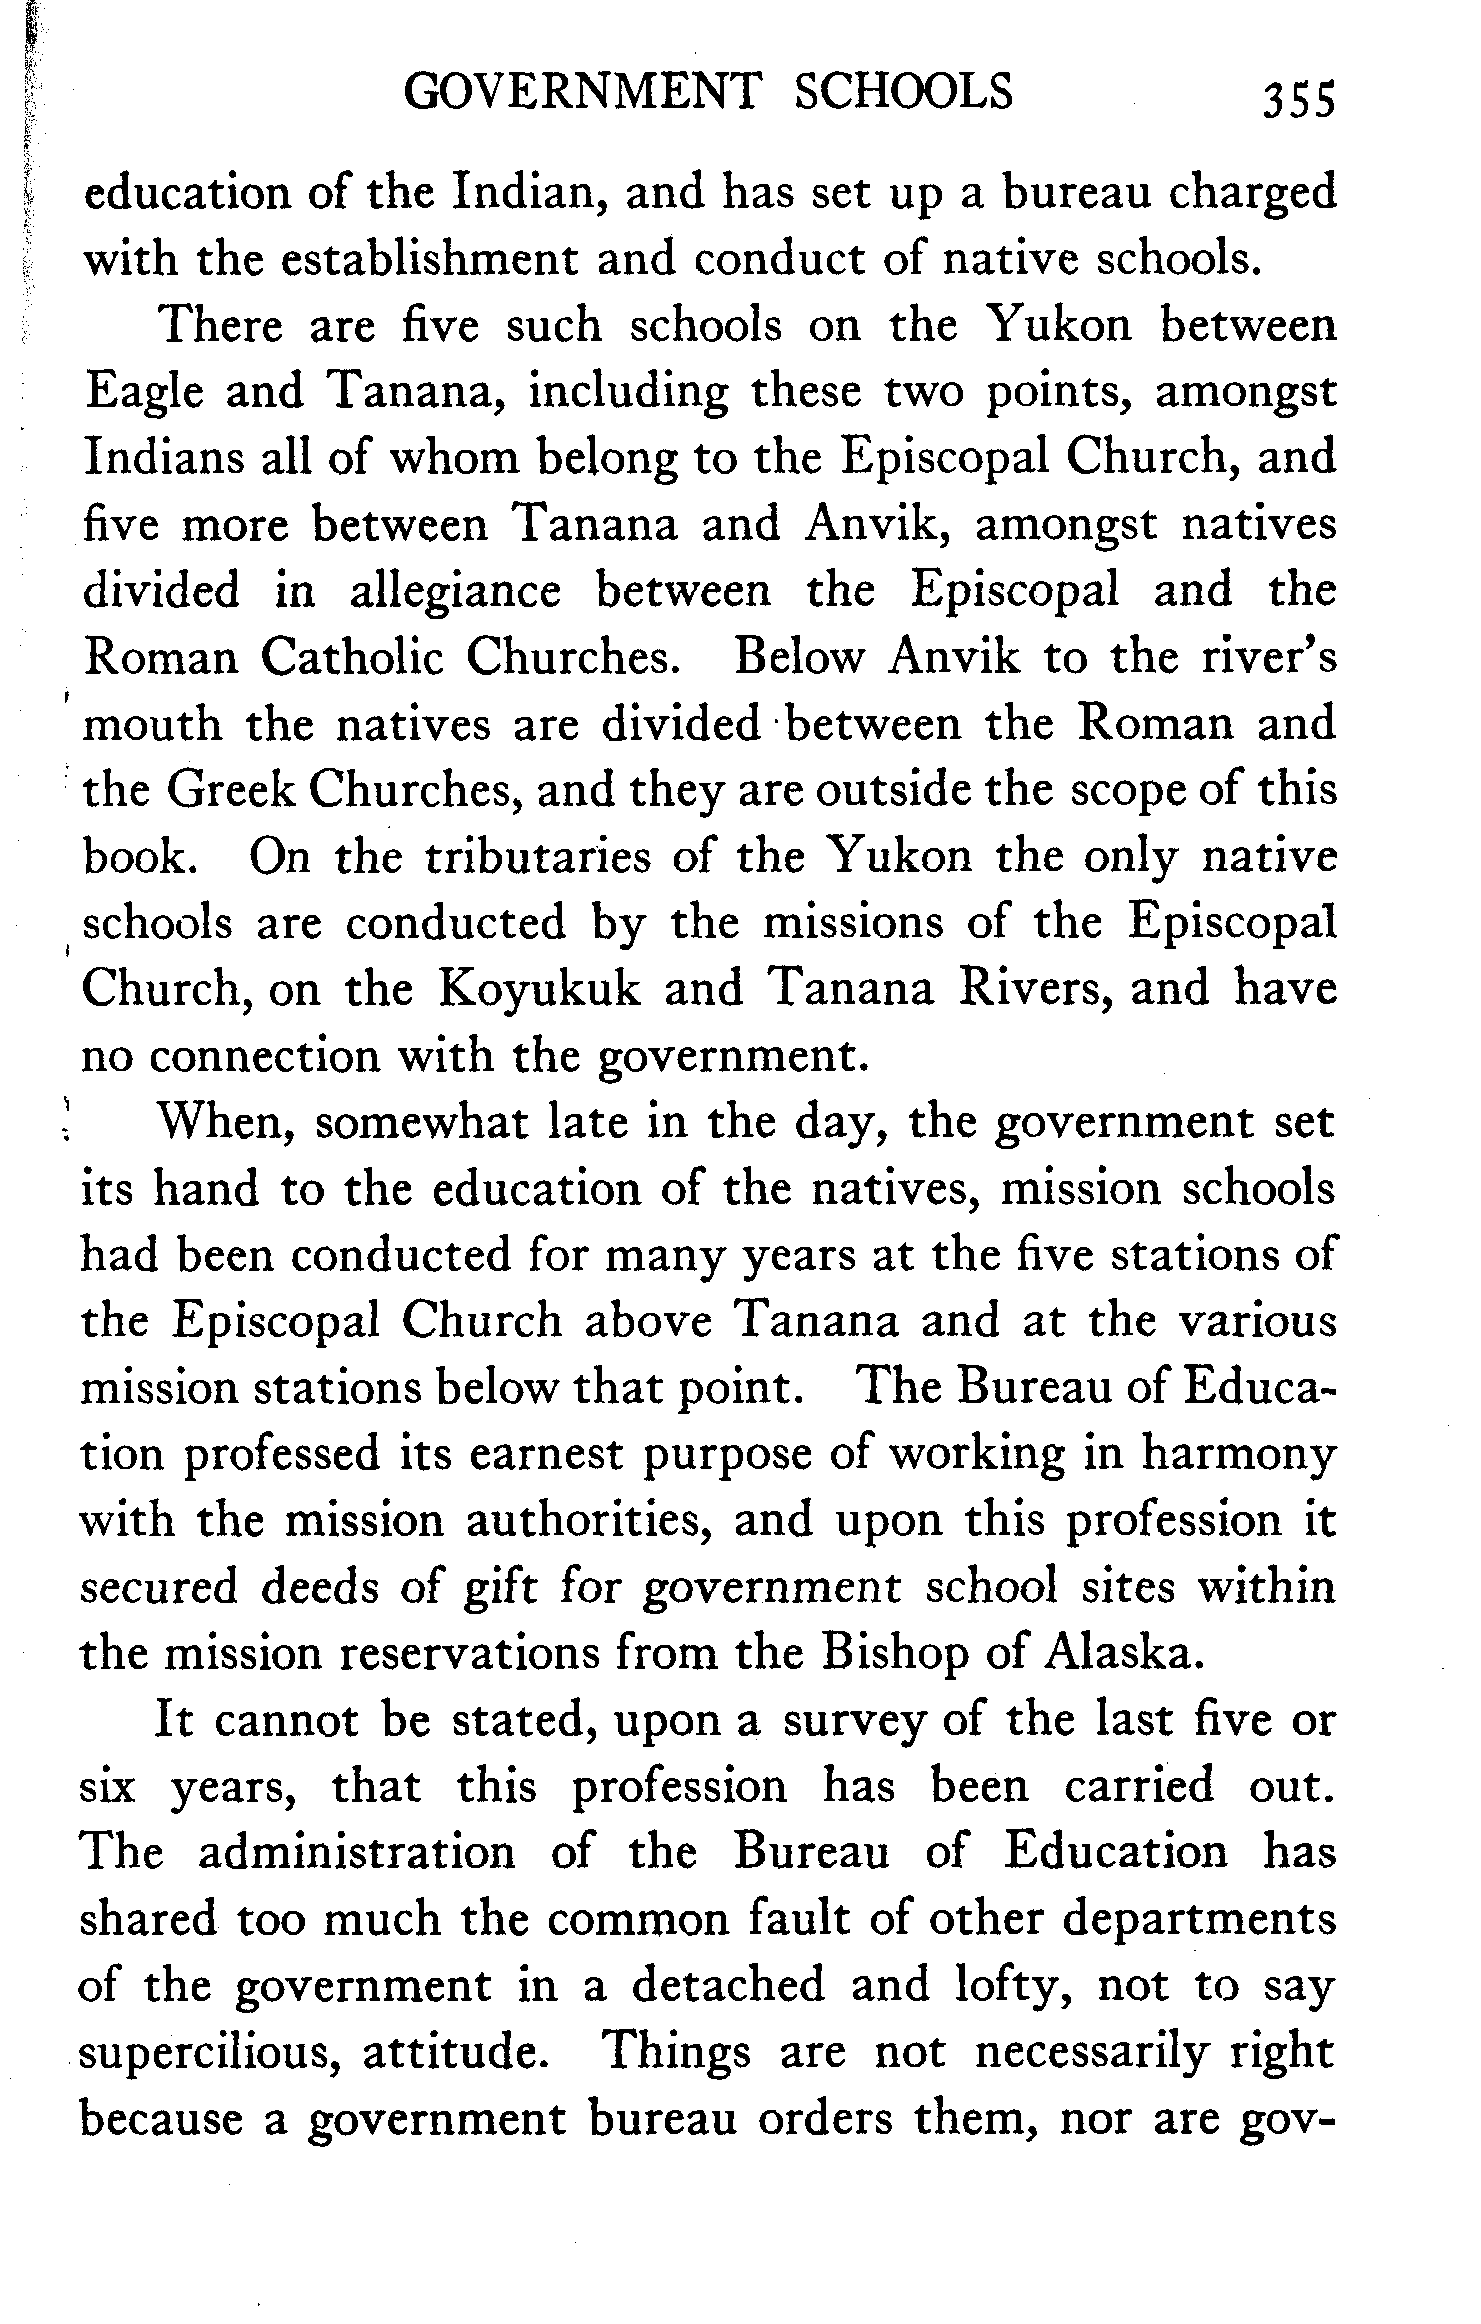 GOVERNMENT SCHOOLS 355
education of the Indian, and has set up a bureau charged
with the establishment and conduct of native schools.
There are five such schools on the Yukon between
Eagle and Tanana, including these two points, amongst
Indians all of whom belong to the Episcopal Church, and
five more between Tanana and Anvik, amongst natives
divided in allegiance between the Episcopal and the
Roman Catholic Churches. Below Anvik to the river's
mouth the natives are divided between the Roman and
the Greek Churches, and they are outside the scope of this
book. On the tributaries of the Yukon the only native
schools are conducted by the missions of the Episcopal
Church, on the Koyukuk and Tanana Rivers, and have
no connection with the government.
When, somewhat late in the day, the government set
its hand to the education of the natives, mission schools
had been conducted for many years at the five stations of
the Episcopal Church above Tanana and at the various
mission stations below that point. The Bureau of Educa-
tion professed its earnest purpose of working in harmony
with the mission authorities, and upon this profession it
secured deeds of gift for government school sites within
the mission reservations from the Bishop of Alaska.
It cannot be stated, upon a survey of the last five or
six years, that this profession has been carried out.
The administration of the Bureau of Education has
shared too much the common fault of other departments
of the government in a detached and lofty, not to say
supercilious, attitude. Things are not necessarily right
because a government bureau orders them, nor are gov-